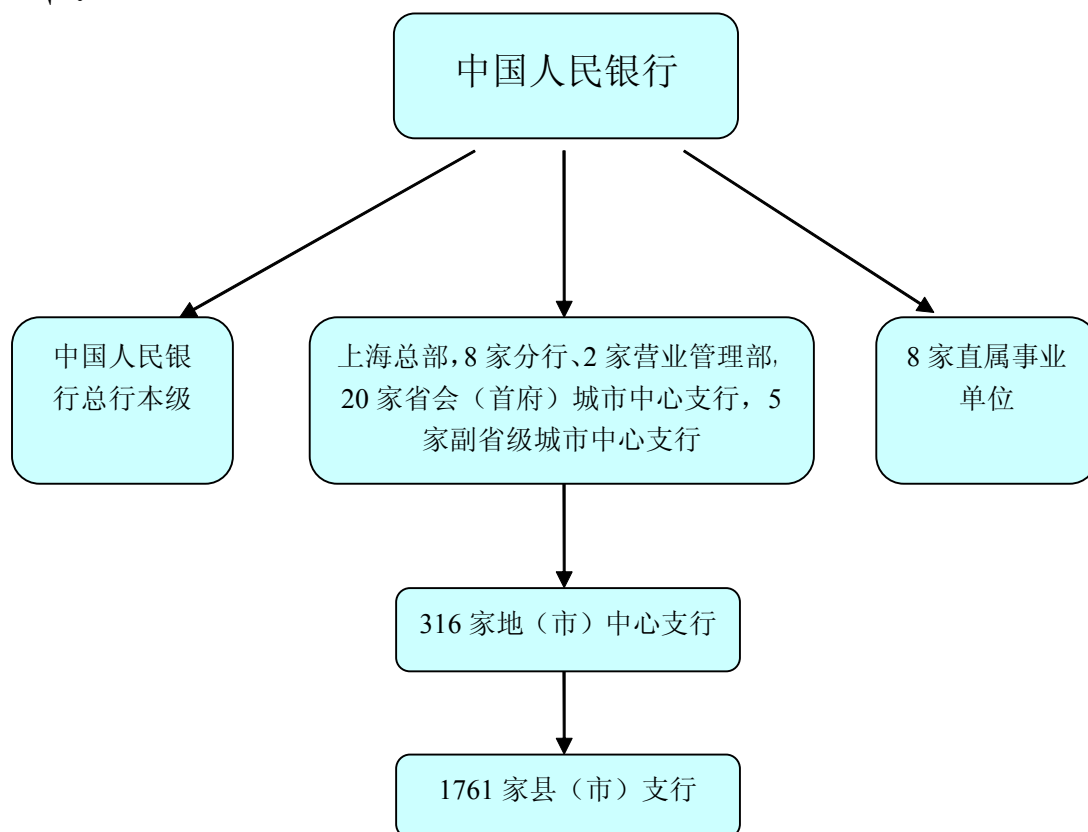 中国人民银行
中国人民银
行总行本级
上海总部，8 家分行、2 家营业管理部，
20 家省会（首府）城市中心支行，5
家副省级城市中心支行
8 家直属事业
单位
316 家地（市）中心支行
1761 家县（市）支行